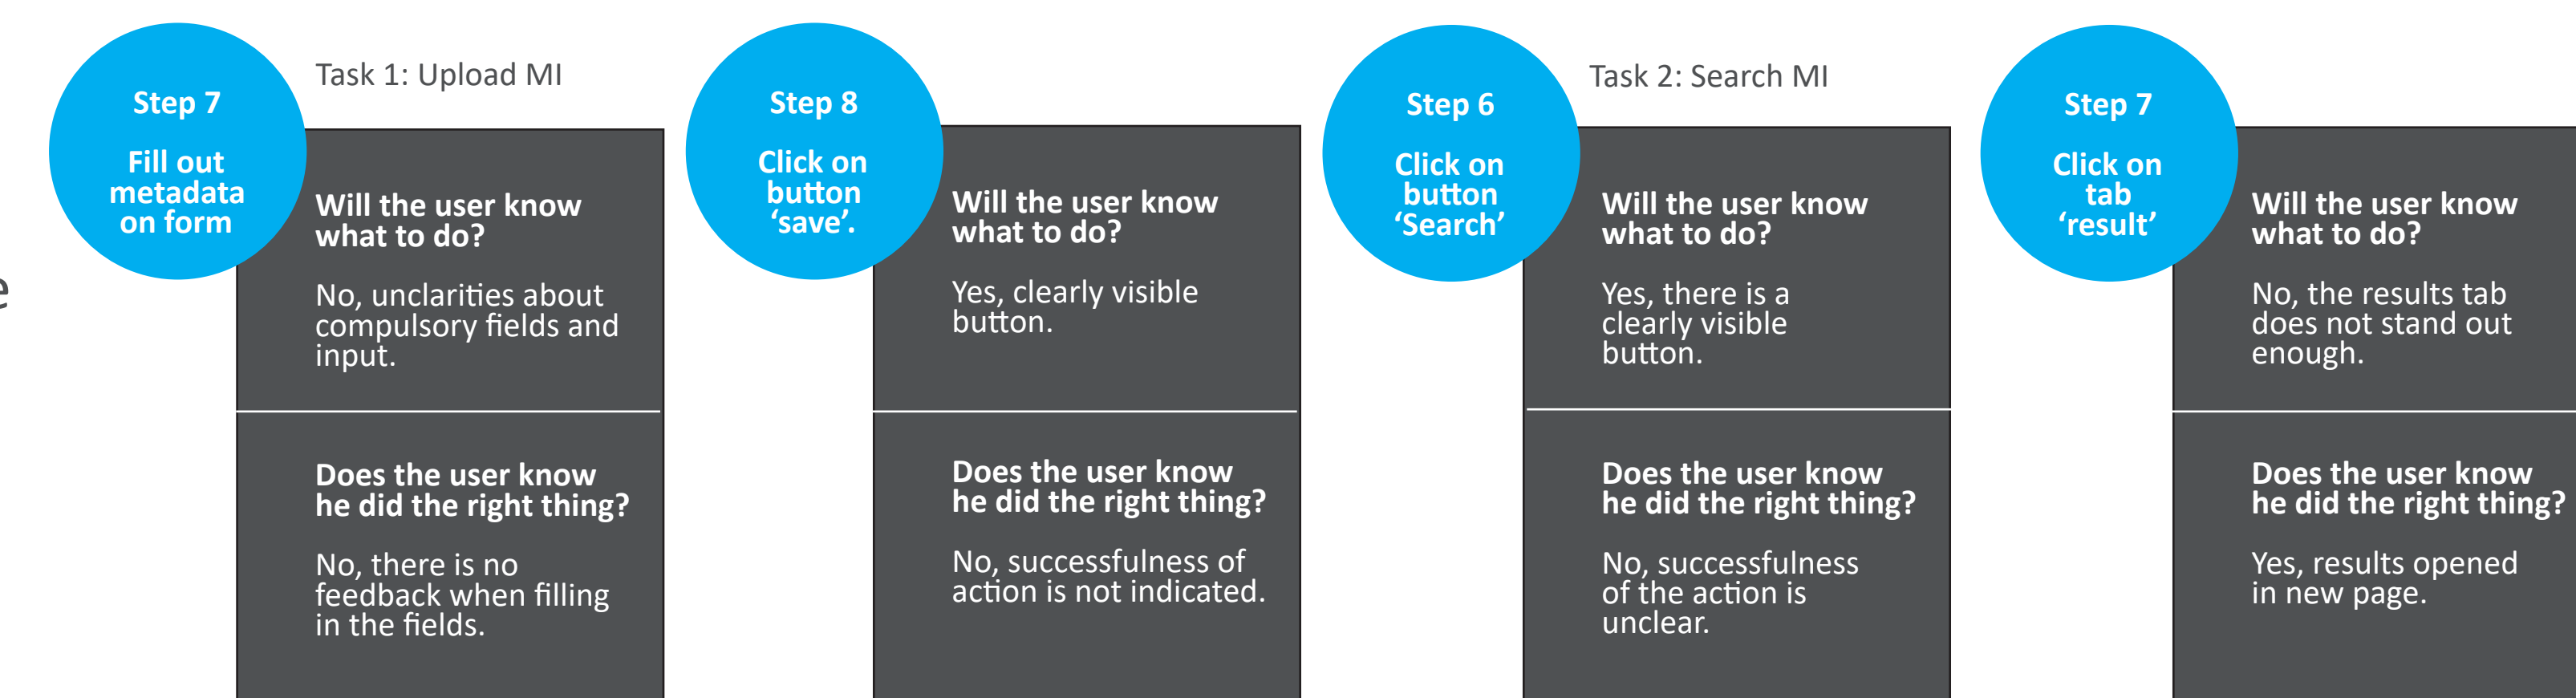 e
Task 1: Upload MI
Step 7
Fill out
metadata
on form
Will the user know
what to do?
No, unclarities about
compulsory fields and
input.
Does the user know
he did the right thing?
No, there is no
feedback when filling
in the fields.
Step 8
Click on
button
‘save’.
Will the user know
what to do?
Yes, clearly visible
button.
Does the user know
he did the right thing?
No, successfulness of
action is not indicated.
Task 2: Search MI
Step 6
Click on
button
‘Search’
Will the user know
what to do?
Yes, there is a
clearly visible
button.
Does the user know
he did the right thing?
No, successfulness
of the action is
unclear.
Step 7
Click on
tab
‘result’
Will the user know
what to do?
No, the results tab
does not stand out
enough.
Does the user know
he did the right thing?
Yes, results opened
in new page.